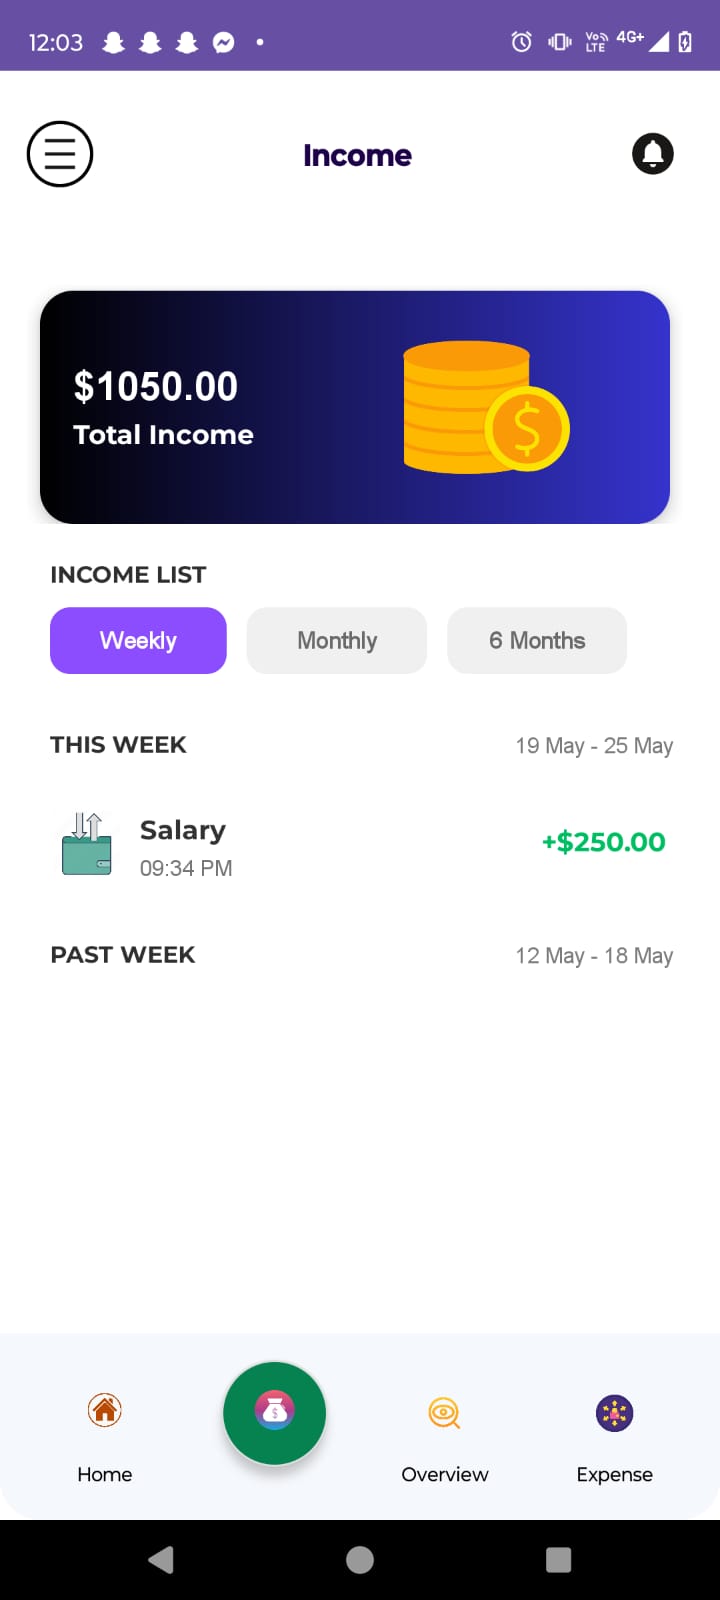 12:03
Vo LTE 4G+
Income
$1050.00
Total Income
$
INCOME LIST
Weekly Monthly 6 Months
THIS WEEK 19 May - 25 May
Salary
09:34 PM
+$250.00
PAST WEEK 12 May - 18 May
$
Home Overview Expense